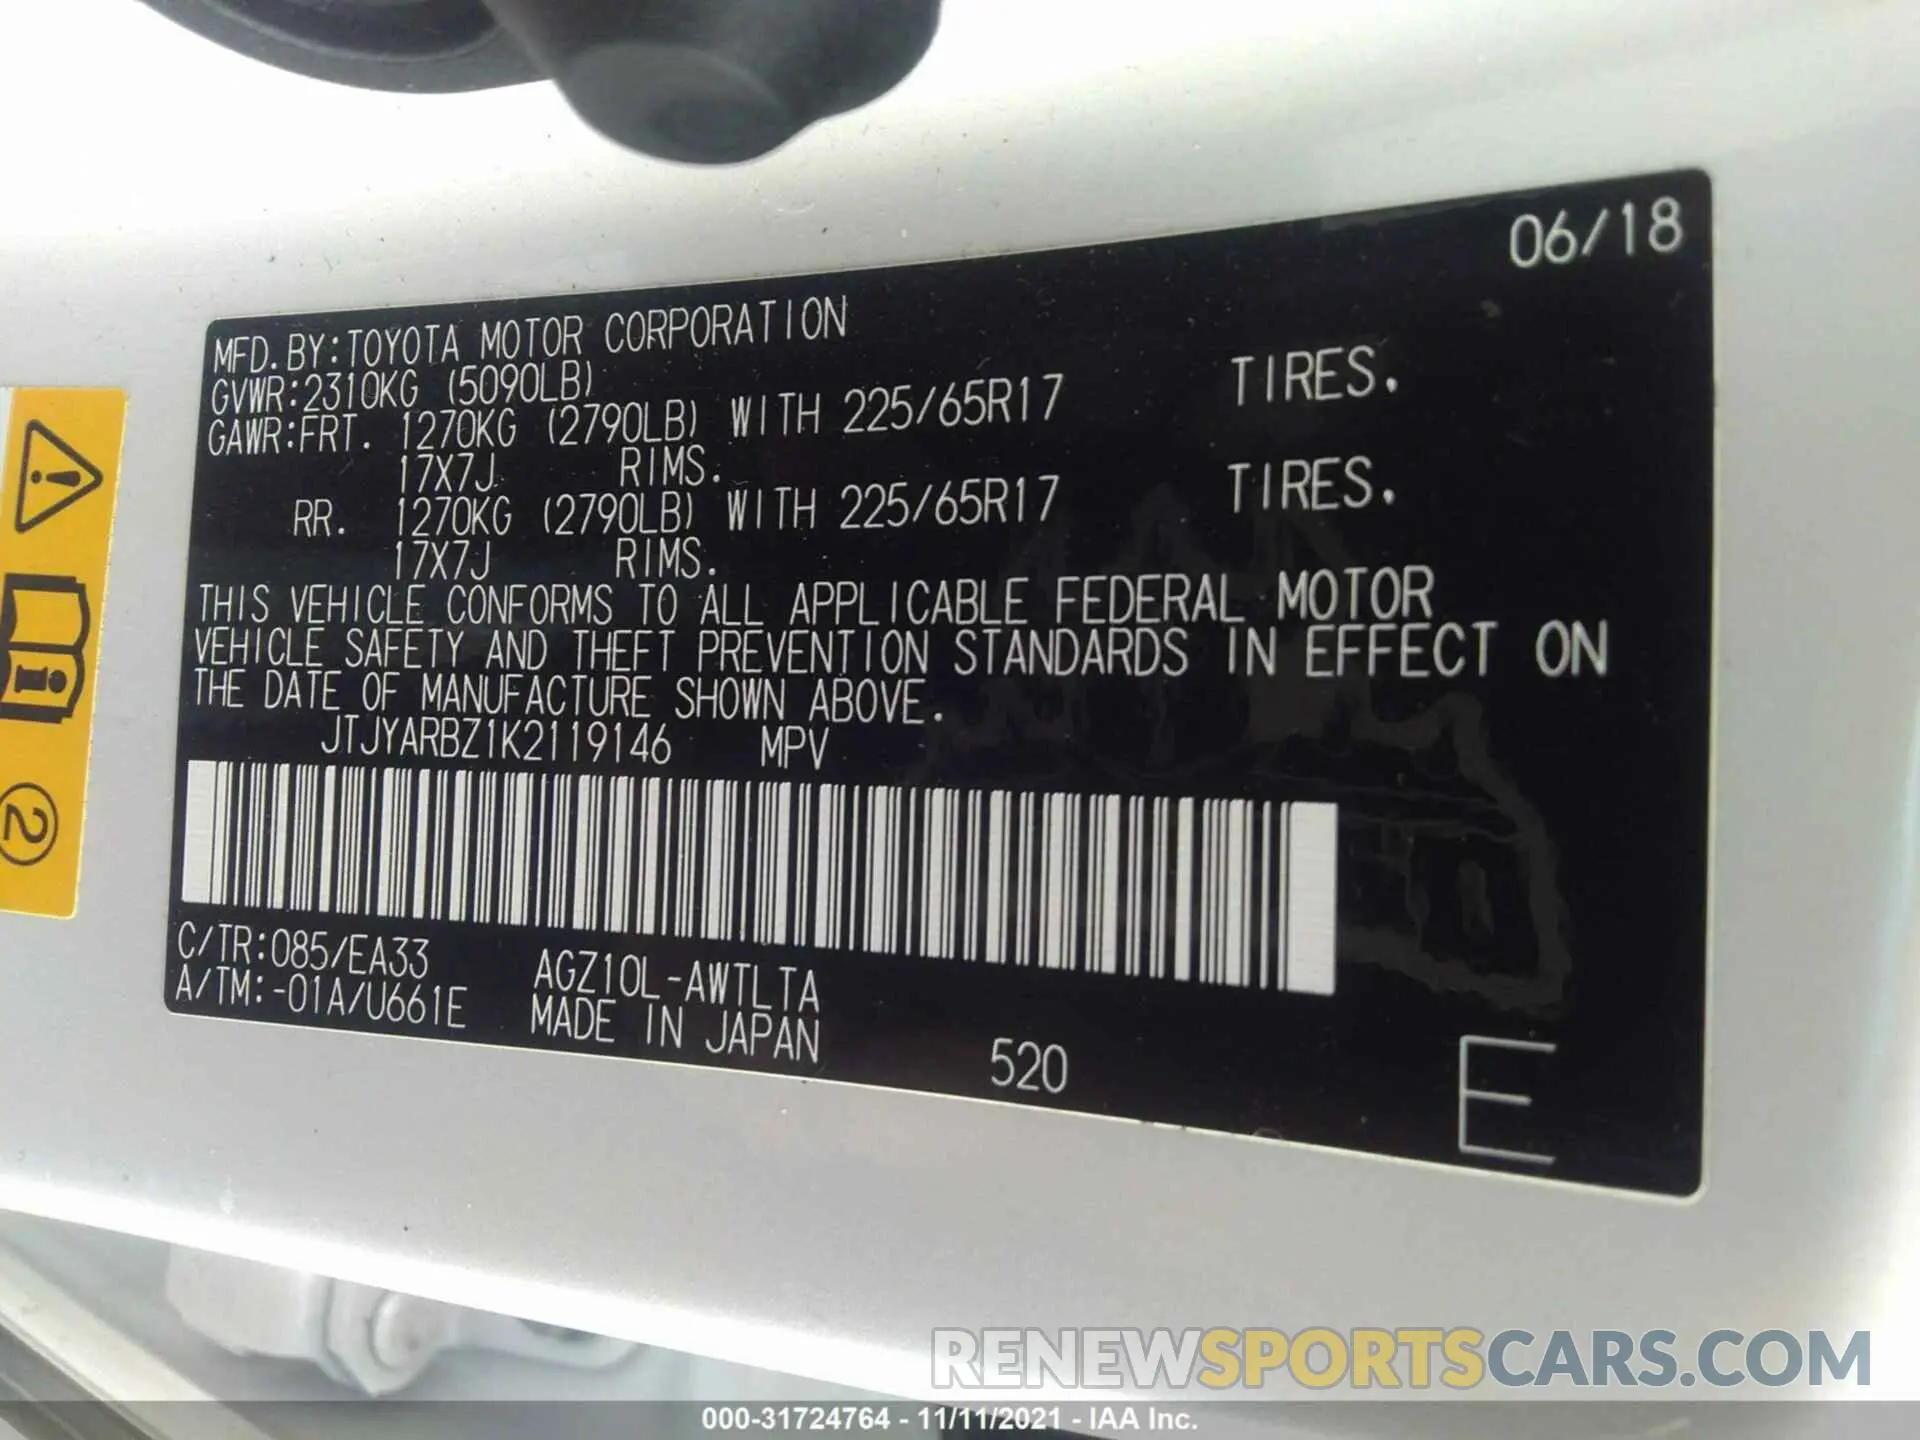 06/18
MFD.BY:TOYOTA MOTOR CORPORATION
GVWR:2310KG (5090LB)
GAWR:FRT. 1270KG (2790LB) WITH 225/65R17 TIRES.
17X7J RIMS.
RR. 1270KG (2790LB) WITH 225/65R17 TIRES.
17X7J RIMS.
THIS VEHICLE CONFORMS TO ALL APPLICABLE FEDERAL MOTOR
VEHICLE SAFETY AND THEFT PREVENTION STANDARDS IN EFFECT ON
THE DATE OF MANUFACTURE SHOWN ABOVE.
JTJYARBZ1K2119146 MPV
C/TR:085/EA33 AGZ10L-AWTLTA
A/TM:-01A/U661E MADE IN JAPAN
520
E
2
RENEWSPORTSCARS.COM
000-31724764 - 11/11/2021 - IAA Inc.